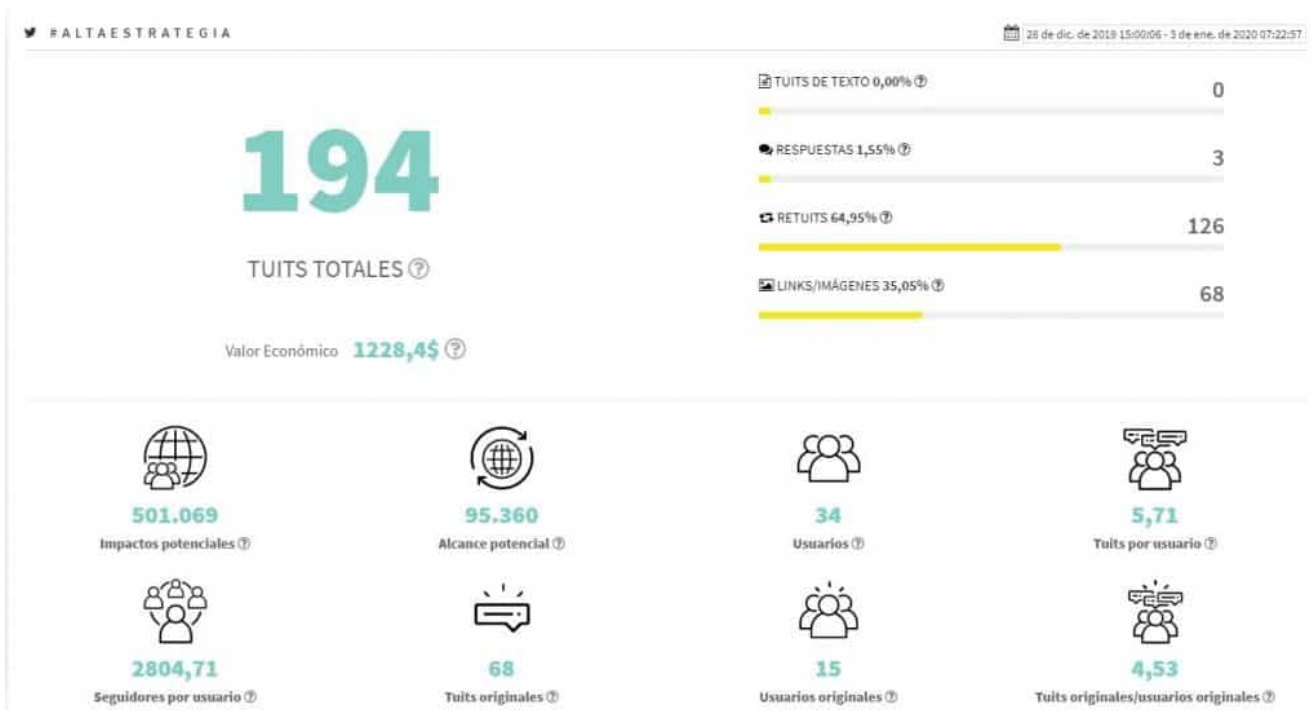 #ALTAESTRATEGIA
28 de dic. de 2019 15:00:06 - 3 de ene. de 2020 07:22:57
194
TUITS TOTALES
Valor Económico 1228,4$
TUITS DE TEXTO 0,00% 0
RESPUESTAS 1,55% 3
RETUITS 64,95% 126
LINKS/IMÁGENES 35,05% 68
501.069 95.360 34 5,71
Impactos potenciales Alcance potencial Usuarios Tuits por usuario
2804,71 68 15 4,53
Seguidores por usuario Tuits originales Usuarios originales Tuits originales/usuarios originales